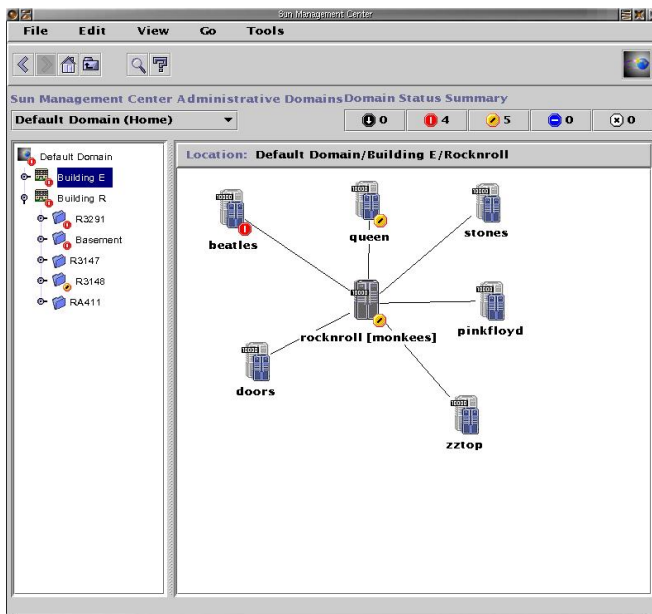 Sun Management Center
File Edit View Go Tools
Sun Management Center Administrative Domains Domain Status Summary
Default Domain (Home) 0 4 5 0 0
Default Domain
Building E
Building R
R3291
Basement
R3147
R3148
RA411
Location: Default Domain/Building E/Rocknroll
beatles
queen
stones
rocknroll [monkees]
pinkfloyd
doors
zztop